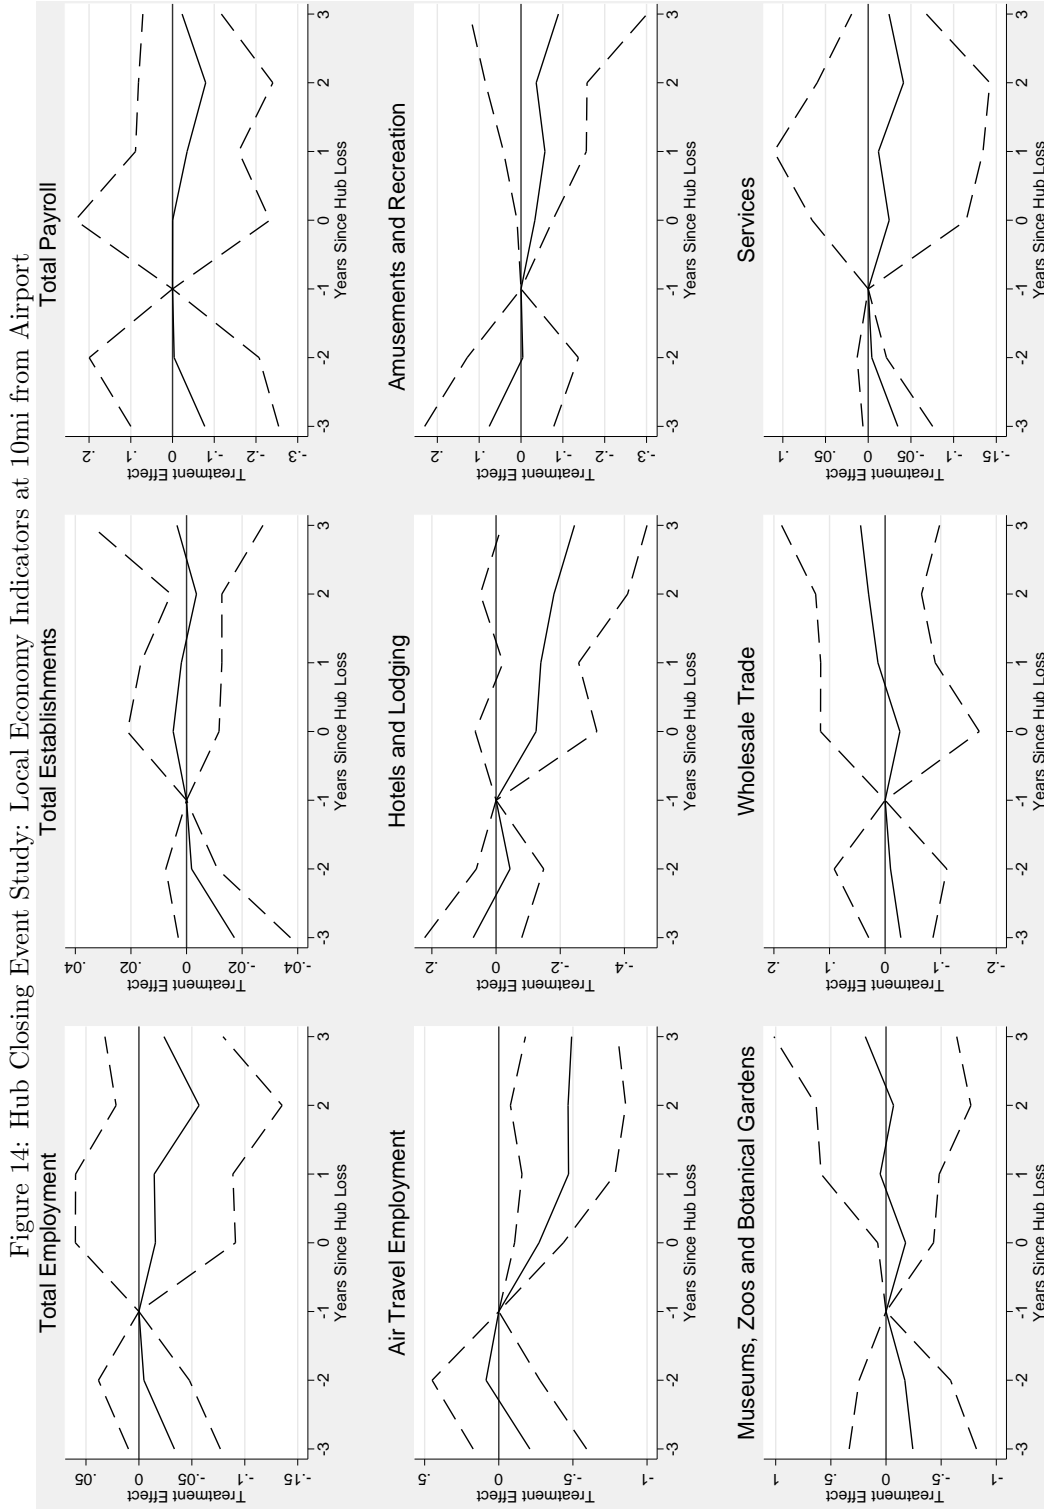 Figure 14: Hub Closing Event Study: Local Economy Indicators at 10mi from Airport
Total Employment
Treatment Effect
.05
0
-.05
-.1
-.15
-3 -2 -1 0 1 2 3
Years Since Hub Loss
Total Establishments
Treatment Effect
.04
.02
0
-.02
-.04
-3 -2 -1 0 1 2 3
Years Since Hub Loss
Total Payroll
Treatment Effect
.2
.1
0
-.1
-.2
-.3
-3 -2 -1 0 1 2 3
Years Since Hub Loss
Air Travel Employment
Treatment Effect
.5
0
-.5
-1
-3 -2 -1 0 1 2 3
Years Since Hub Loss
Hotels and Lodging
Treatment Effect
.2
0
-.2
-.4
-3 -2 -1 0 1 2 3
Years Since Hub Loss
Amusements and Recreation
Treatment Effect
.2
.1
0
-.1
-.2
-.3
-3 -2 -1 0 1 2 3
Years Since Hub Loss
Museums, Zoos and Botanical Gardens
Treatment Effect
1
.5
0
-.5
-1
-3 -2 -1 0 1 2 3
Years Since Hub Loss
Wholesale Trade
Treatment Effect
.2
.1
0
-.1
-.2
-3 -2 -1 0 1 2 3
Years Since Hub Loss
Services
Treatment Effect
.1
.05
0
-.05
-.1
-.15
-3 -2 -1 0 1 2 3
Years Since Hub Loss